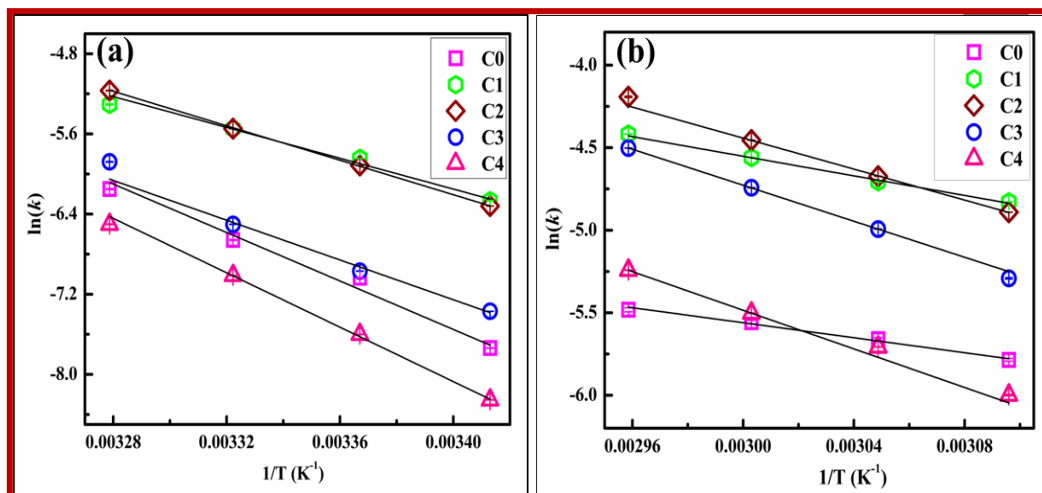 (a)
C0
C1
C2
C3
C4
-4.8
-5.6
-6.4
-7.2
-8.0
ln(k)
0.00328
0.00332
0.00336
0.00340
1/T (K-1)
(b)
C0
C1
C2
C3
C4
-4.0
-4.5
-5.0
-5.5
-6.0
ln(k)
0.00296
0.00300
0.00304
0.00308
1/T (K-1)